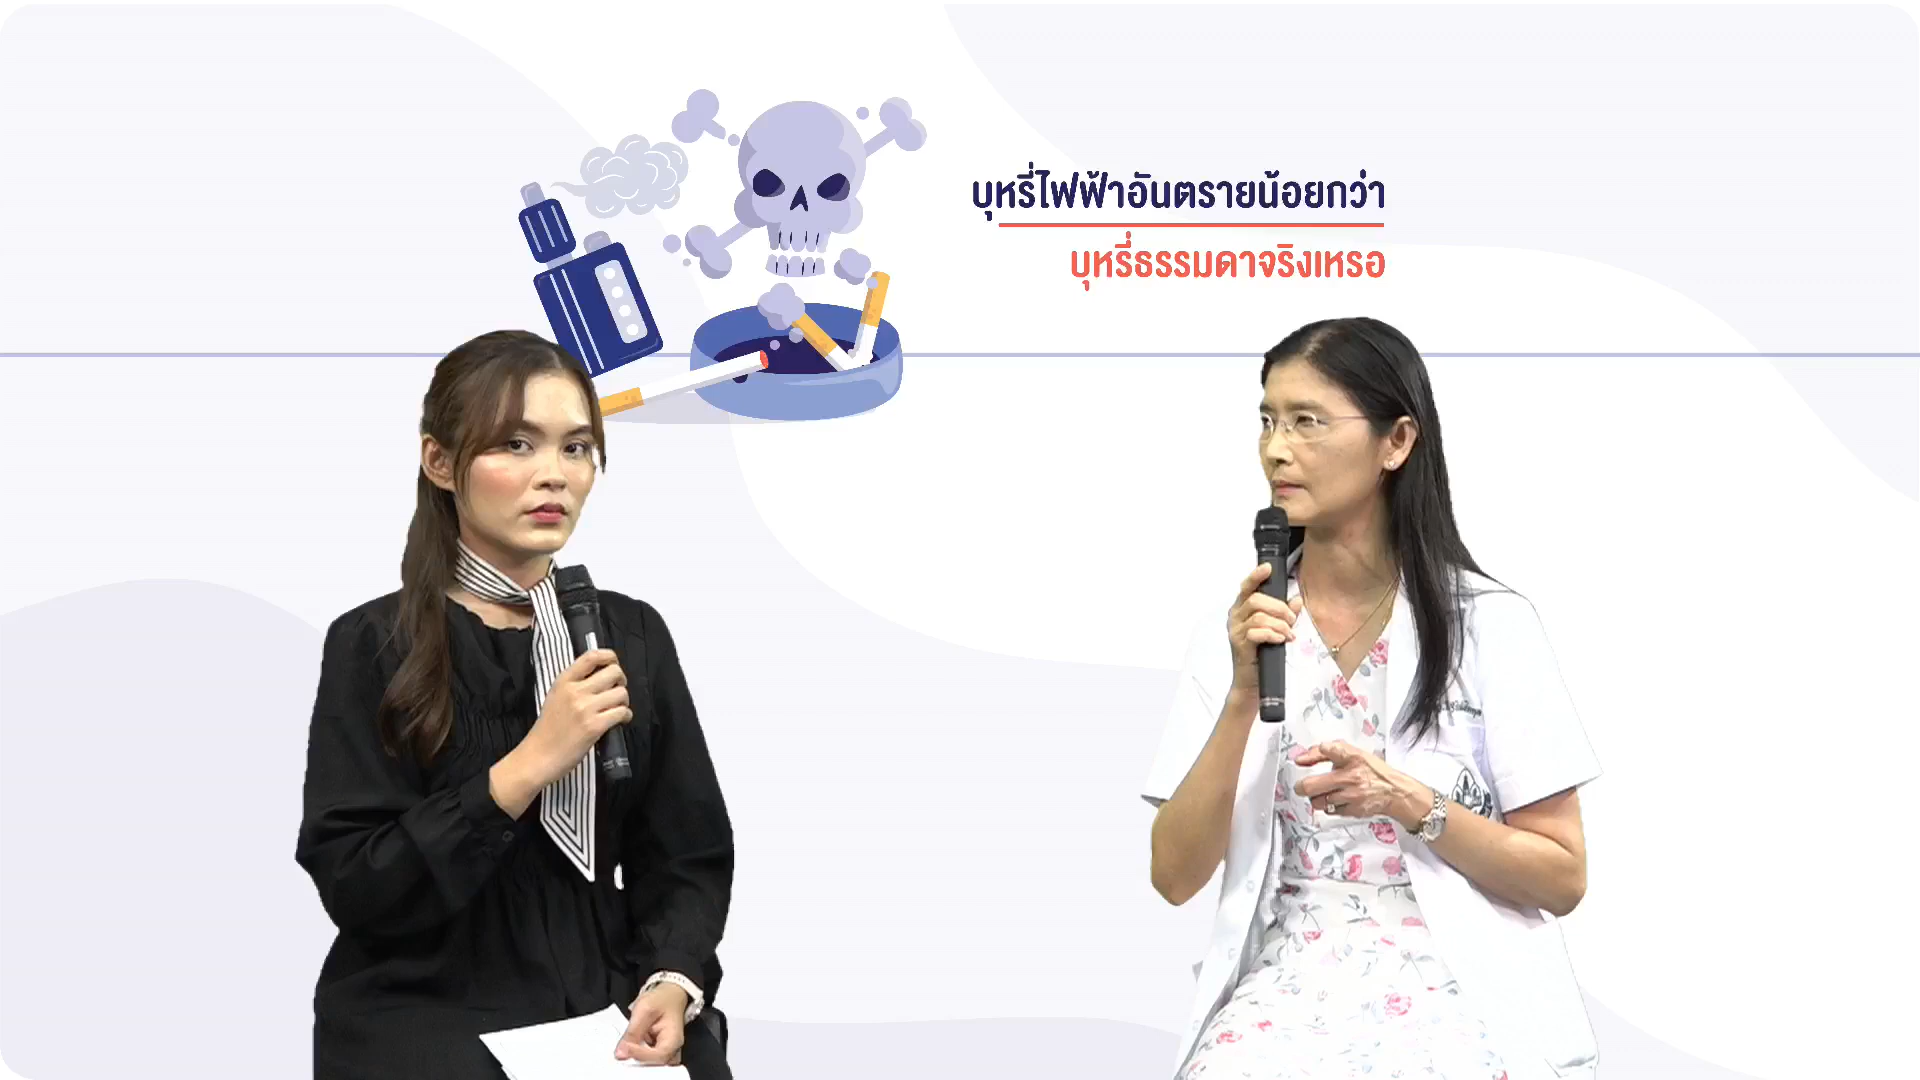 บุหรี่ไฟฟ้าอันตรายน้อยกว่า
บุหรี่ธรรมดาจริงเหรอ